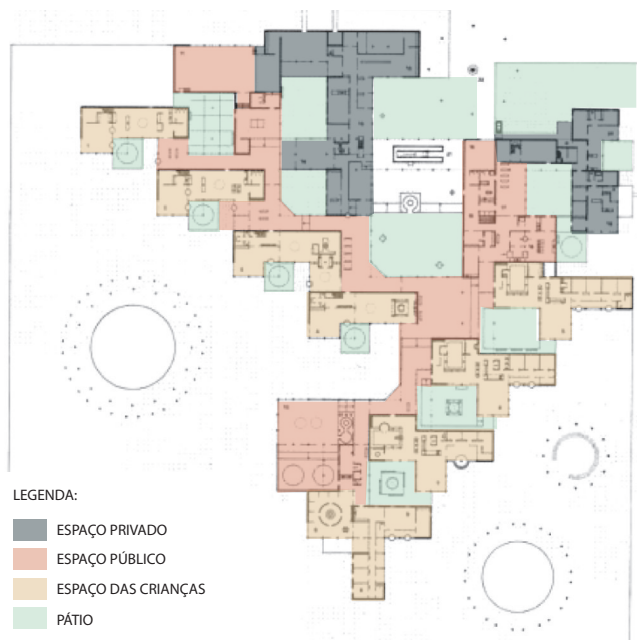 LEGENDA:
ESPAÇO PRIVADO
ESPAÇO PÚBLICO
ESPAÇO DAS CRIANÇAS
PÁTIO